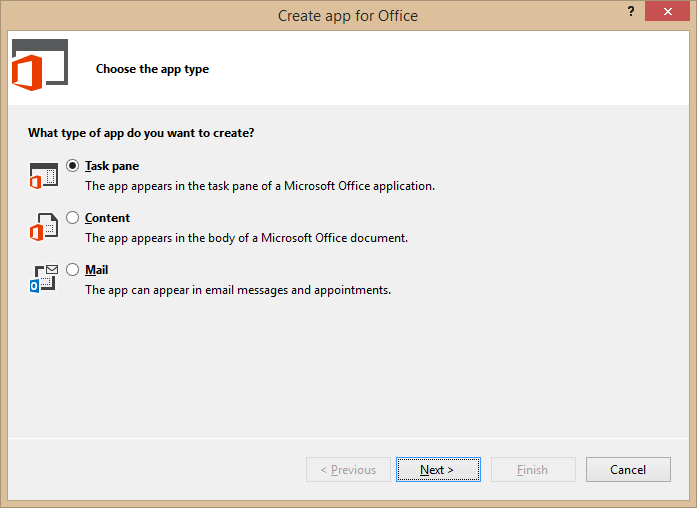 Create app for Office
?
Choose the app type
What type of app do you want to create?
Task pane
The app appears in the task pane of a Microsoft Office application.
Content
The app appears in the body of a Microsoft Office document.
Mail
The app can appear in email messages and appointments.
< Previous
Next >
Finish
Cancel